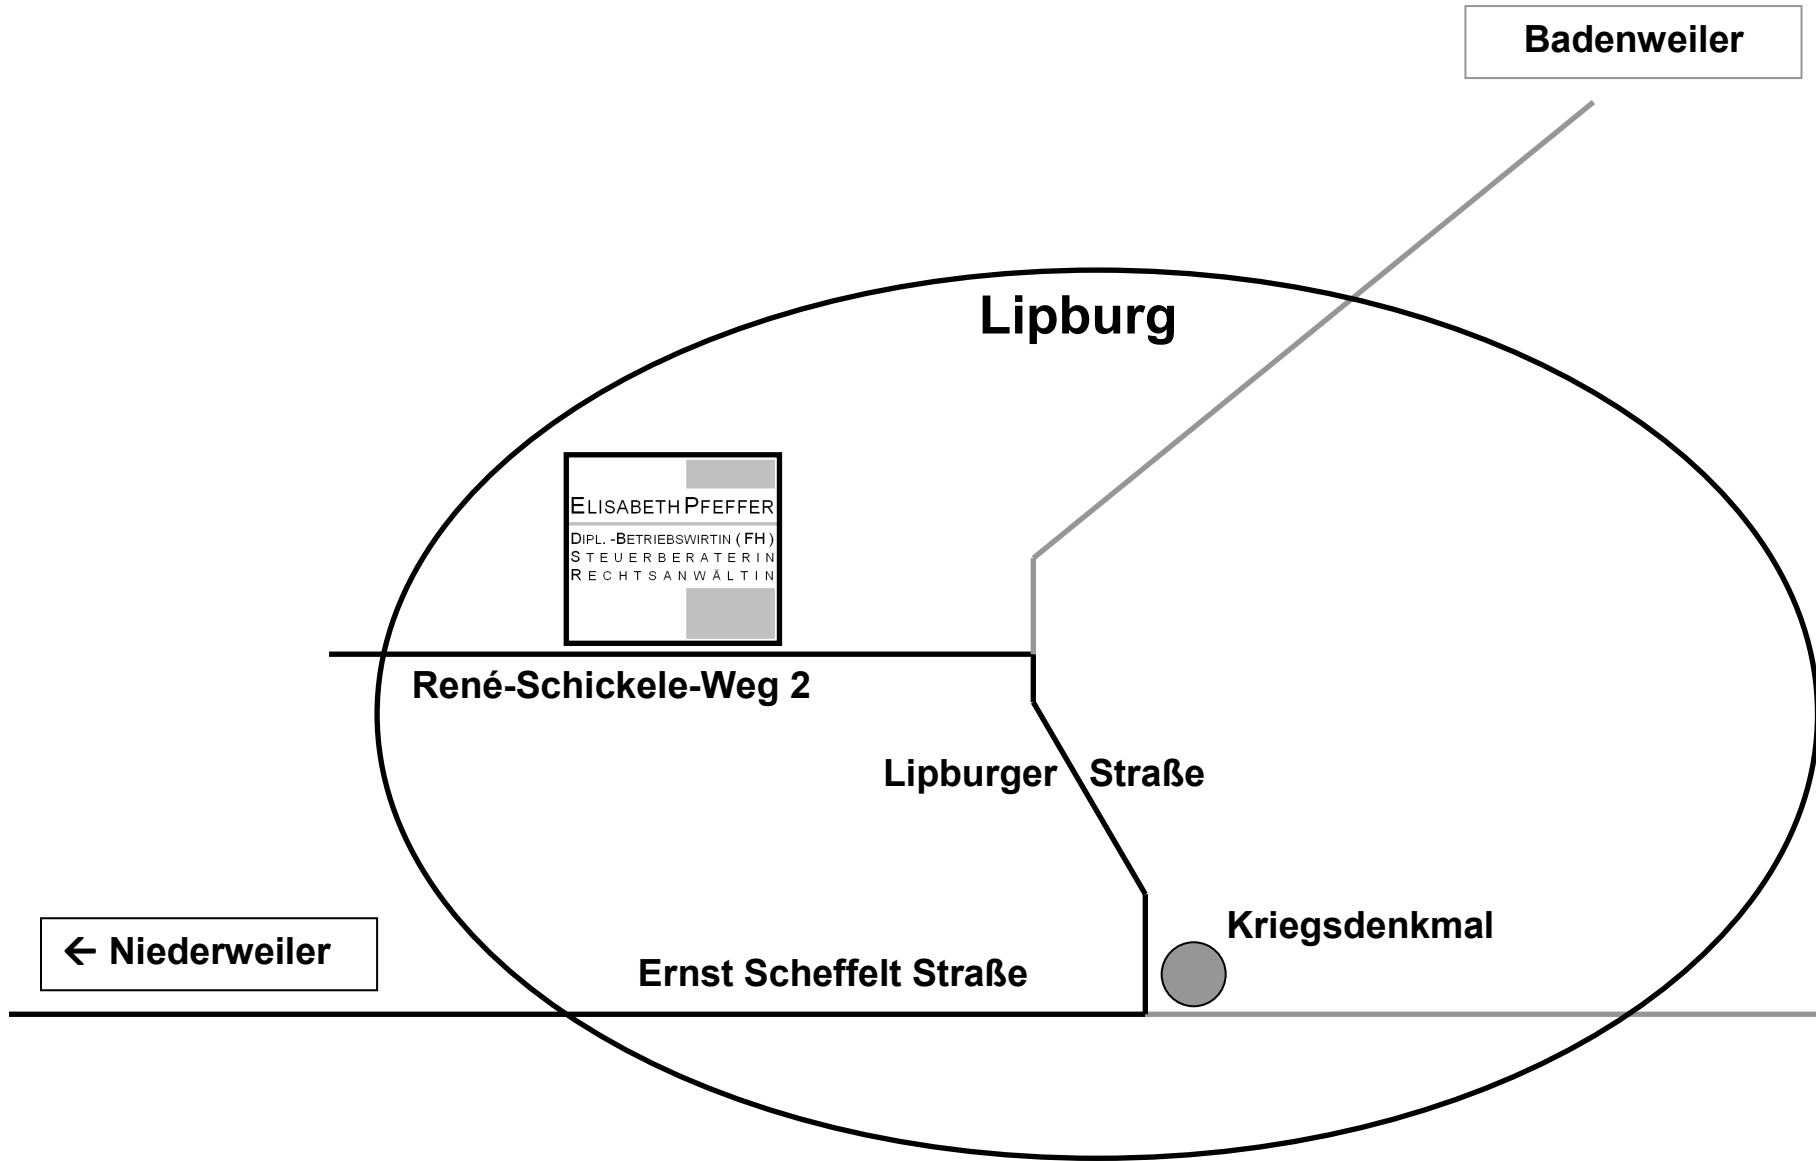 Badenweiler
Lipburg
ELISABETH PFEFFER
DIPL.-BETRIEBSWIRTIN (FH)
STEUERBERATERIN
RECHTSANWÄLTIN
René-Schickele-Weg 2
Lipburger Straße
Kriegsdenkmal
← Niederweiler
Ernst Scheffelt Straße